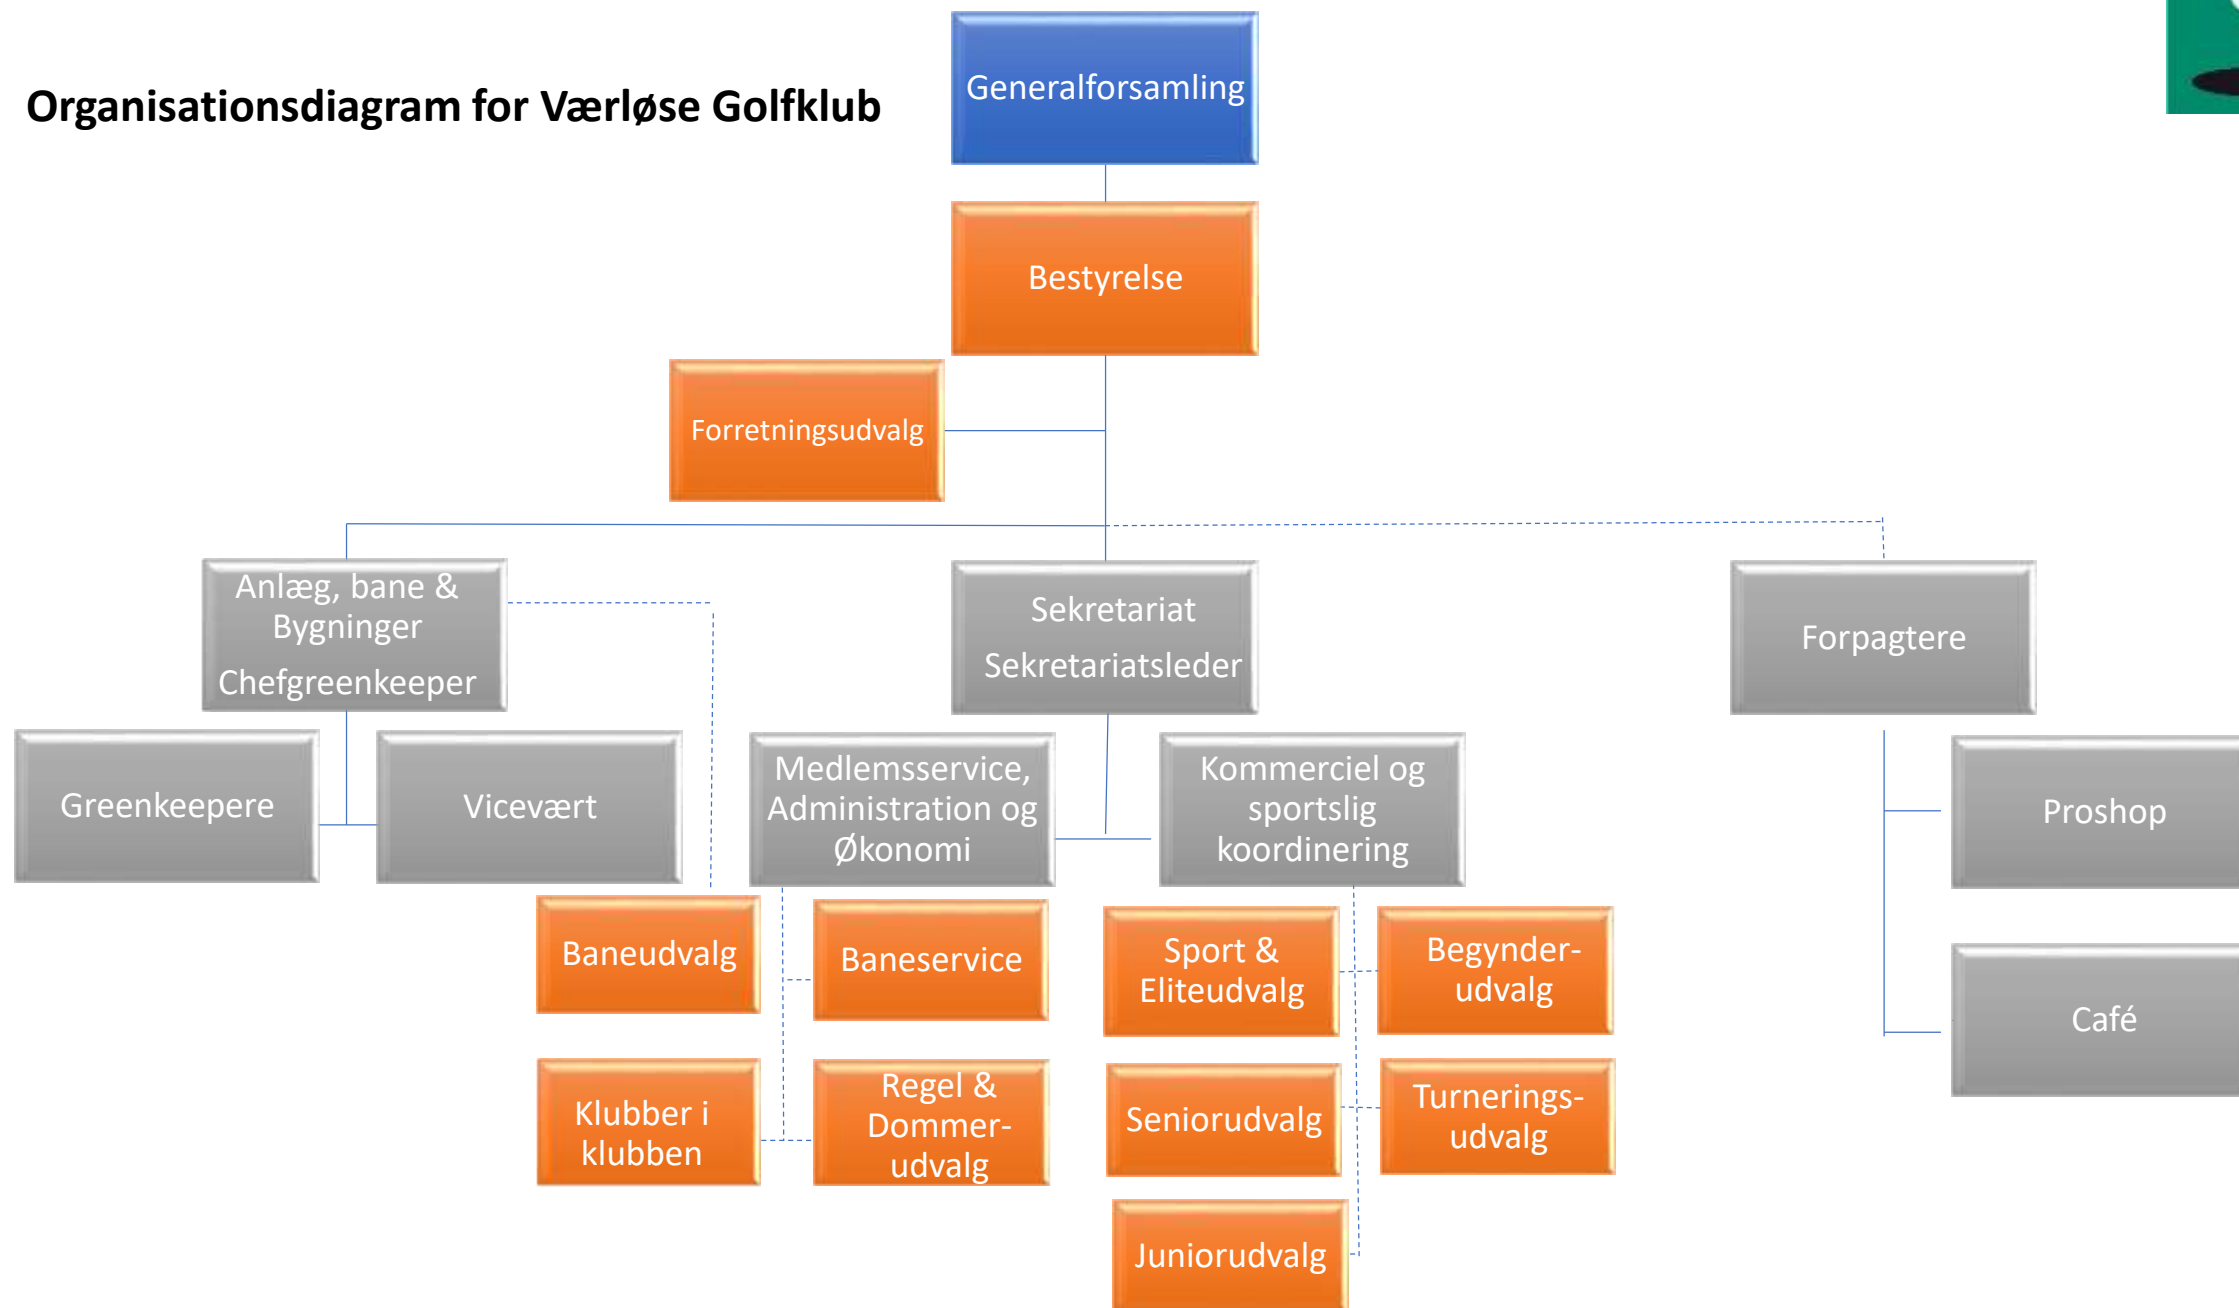 Organisationsdiagram for Værløse Golfklub
Generalforsamling
Bestyrelse
Forretningsudvalg
Anlæg, bane &
Bygninger
Chefgreenkeeper
Sekretariat
Sekretariatsleder
Forpagtere
Greenkeepere
Vicevært
Medlemsservice,
Administration og
Økonomi
Kommerciel og
sportslig
koordinering
Proshop
Baneudvalg
Baneservice
Sport &
Eliteudvalg
Begynder-
udvalg
Café
Klubber i
klubben
Regel &
Dommer-
udvalg
Seniorudvalg
Turnerings-
udvalg
Juniorudvalg